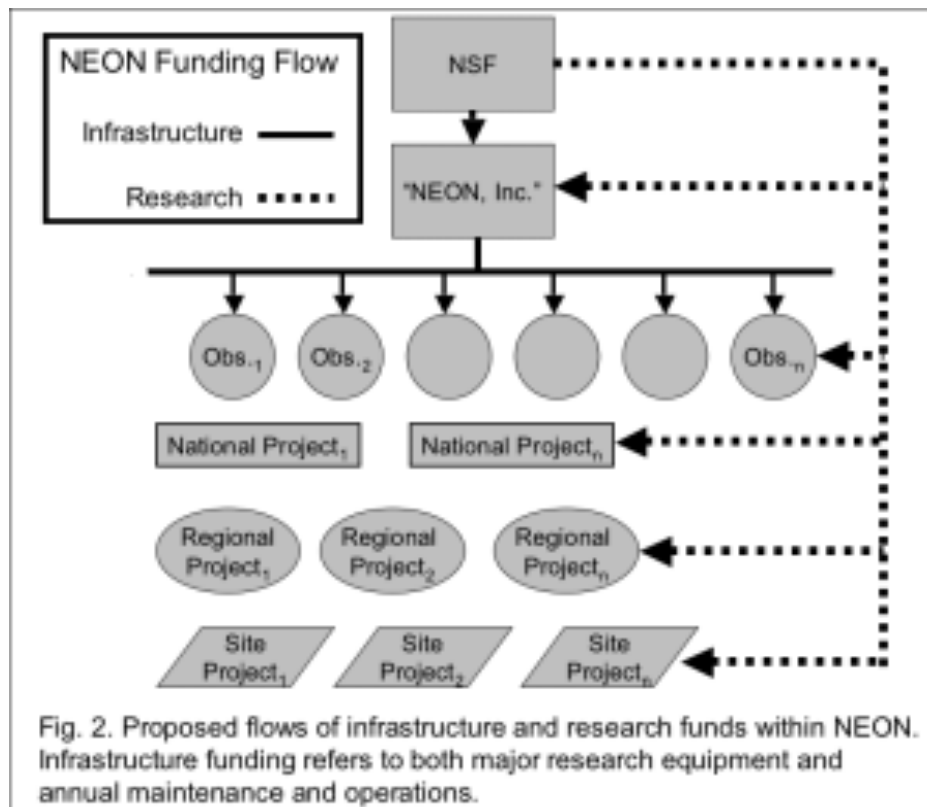 NEON Funding Flow
Infrastructure
Research
NSF
"NEON, Inc."
Obs.₁ Obs.₂ Obs.ₙ
National Project₁ National Projectₙ
Regional Regional Regional
Project₁ Project₂ Projectₙ
Site Site Site
Project₁ Project₂ Projectₙ
Fig. 2. Proposed flows of infrastructure and research funds within NEON.
Infrastructure funding refers to both major research equipment and
annual maintenance and operations.